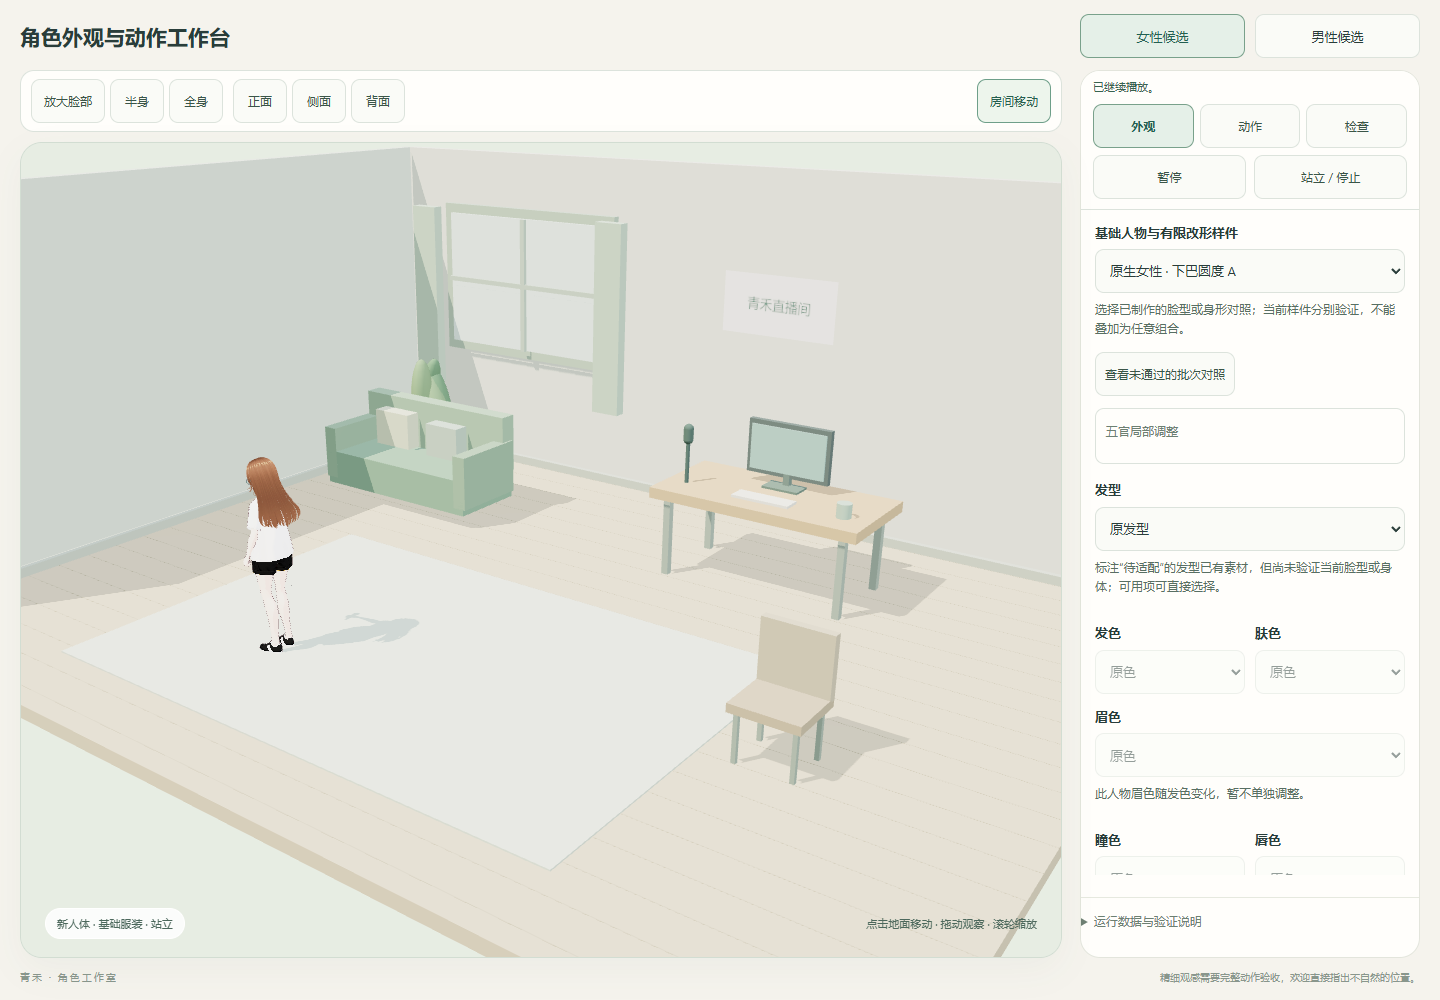 角色外观与动作工作台
女性候选
男性候选
放大脸部
半身
全身
正面
侧面
背面
房间移动
已继续播放。
外观
动作
检查
暂停
站立 / 停止
基础人物与有限改形样件
原生女性 · 下巴圆度 A
选择已制作的脸型或身形对照；当前样件分别验证，不能
叠加为任意组合。
查看未通过的批次对照
五官局部调整
发型
原发型
标注“待适配”的发型已有素材，但尚未验证当前脸型或身
体；可用项可直接选择。
发色
肤色
原色
原色
眉色
原色
此人物眉色随发色变化，暂不单独调整。
瞳色
唇色
运行数据与验证说明
青禾直播间
新人体 · 基础服装 · 站立
点击地面移动 · 拖动观察 · 滚轮缩放
青禾 · 角色工作室
精细观感需要完整动作验收，欢迎直接指出不自然的位置。